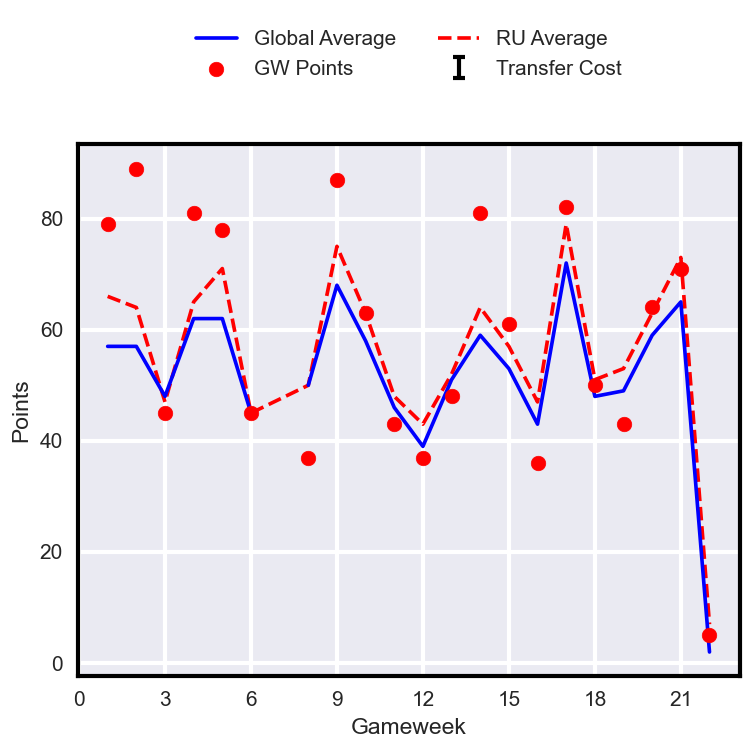 Global Average
RU Average
GW Points
Transfer Cost
Points
80
60
40
20
0
0 3 6 9 12 15 18 21
Gameweek